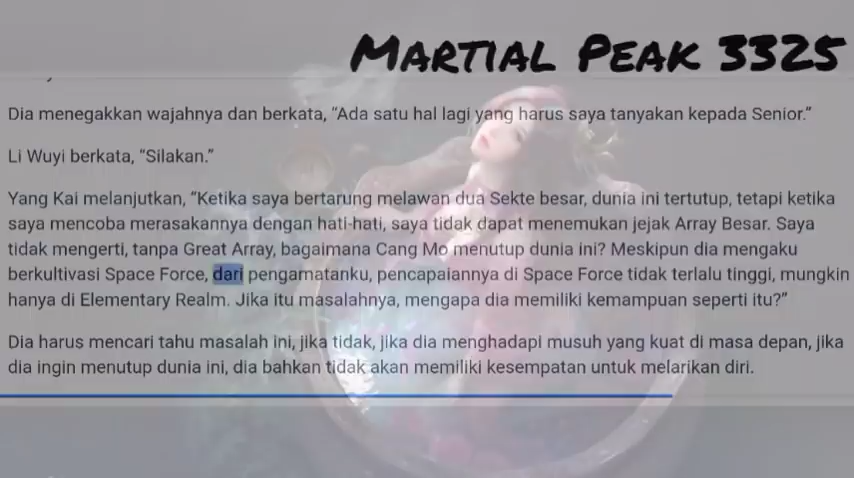 MARTIAL PEAK 3325
Dia menegakkan wajahnya dan berkata, “Ada satu hal lagi yang harus saya tanyakan kepada Senior.”
Li Wuyi berkata, “Silakan.”
Yang Kai melanjutkan, “Ketika saya bertarung melawan dua Sekte besar, dunia ini tertutup, tetapi ketika
saya mencoba merasakannya dengan hati-hati, saya tidak dapat menemukan jejak Array Besar. Saya
tidak mengerti, tanpa Great Array, bagaimana Cang Mo menutup dunia ini? Meskipun dia mengaku
berkultivasi Space Force, dari pengamatanku, pencapaiannya di Space Force tidak terlalu tinggi, mungkin
hanya di Elementary Realm. Jika itu masalahnya, mengapa dia memiliki kemampuan seperti itu?”
Dia harus mencari tahu masalah ini, jika tidak, jika dia menghadapi musuh yang kuat di masa depan, jika
dia ingin menutup dunia ini, dia bahkan tidak akan memiliki kesempatan untuk melarikan diri.